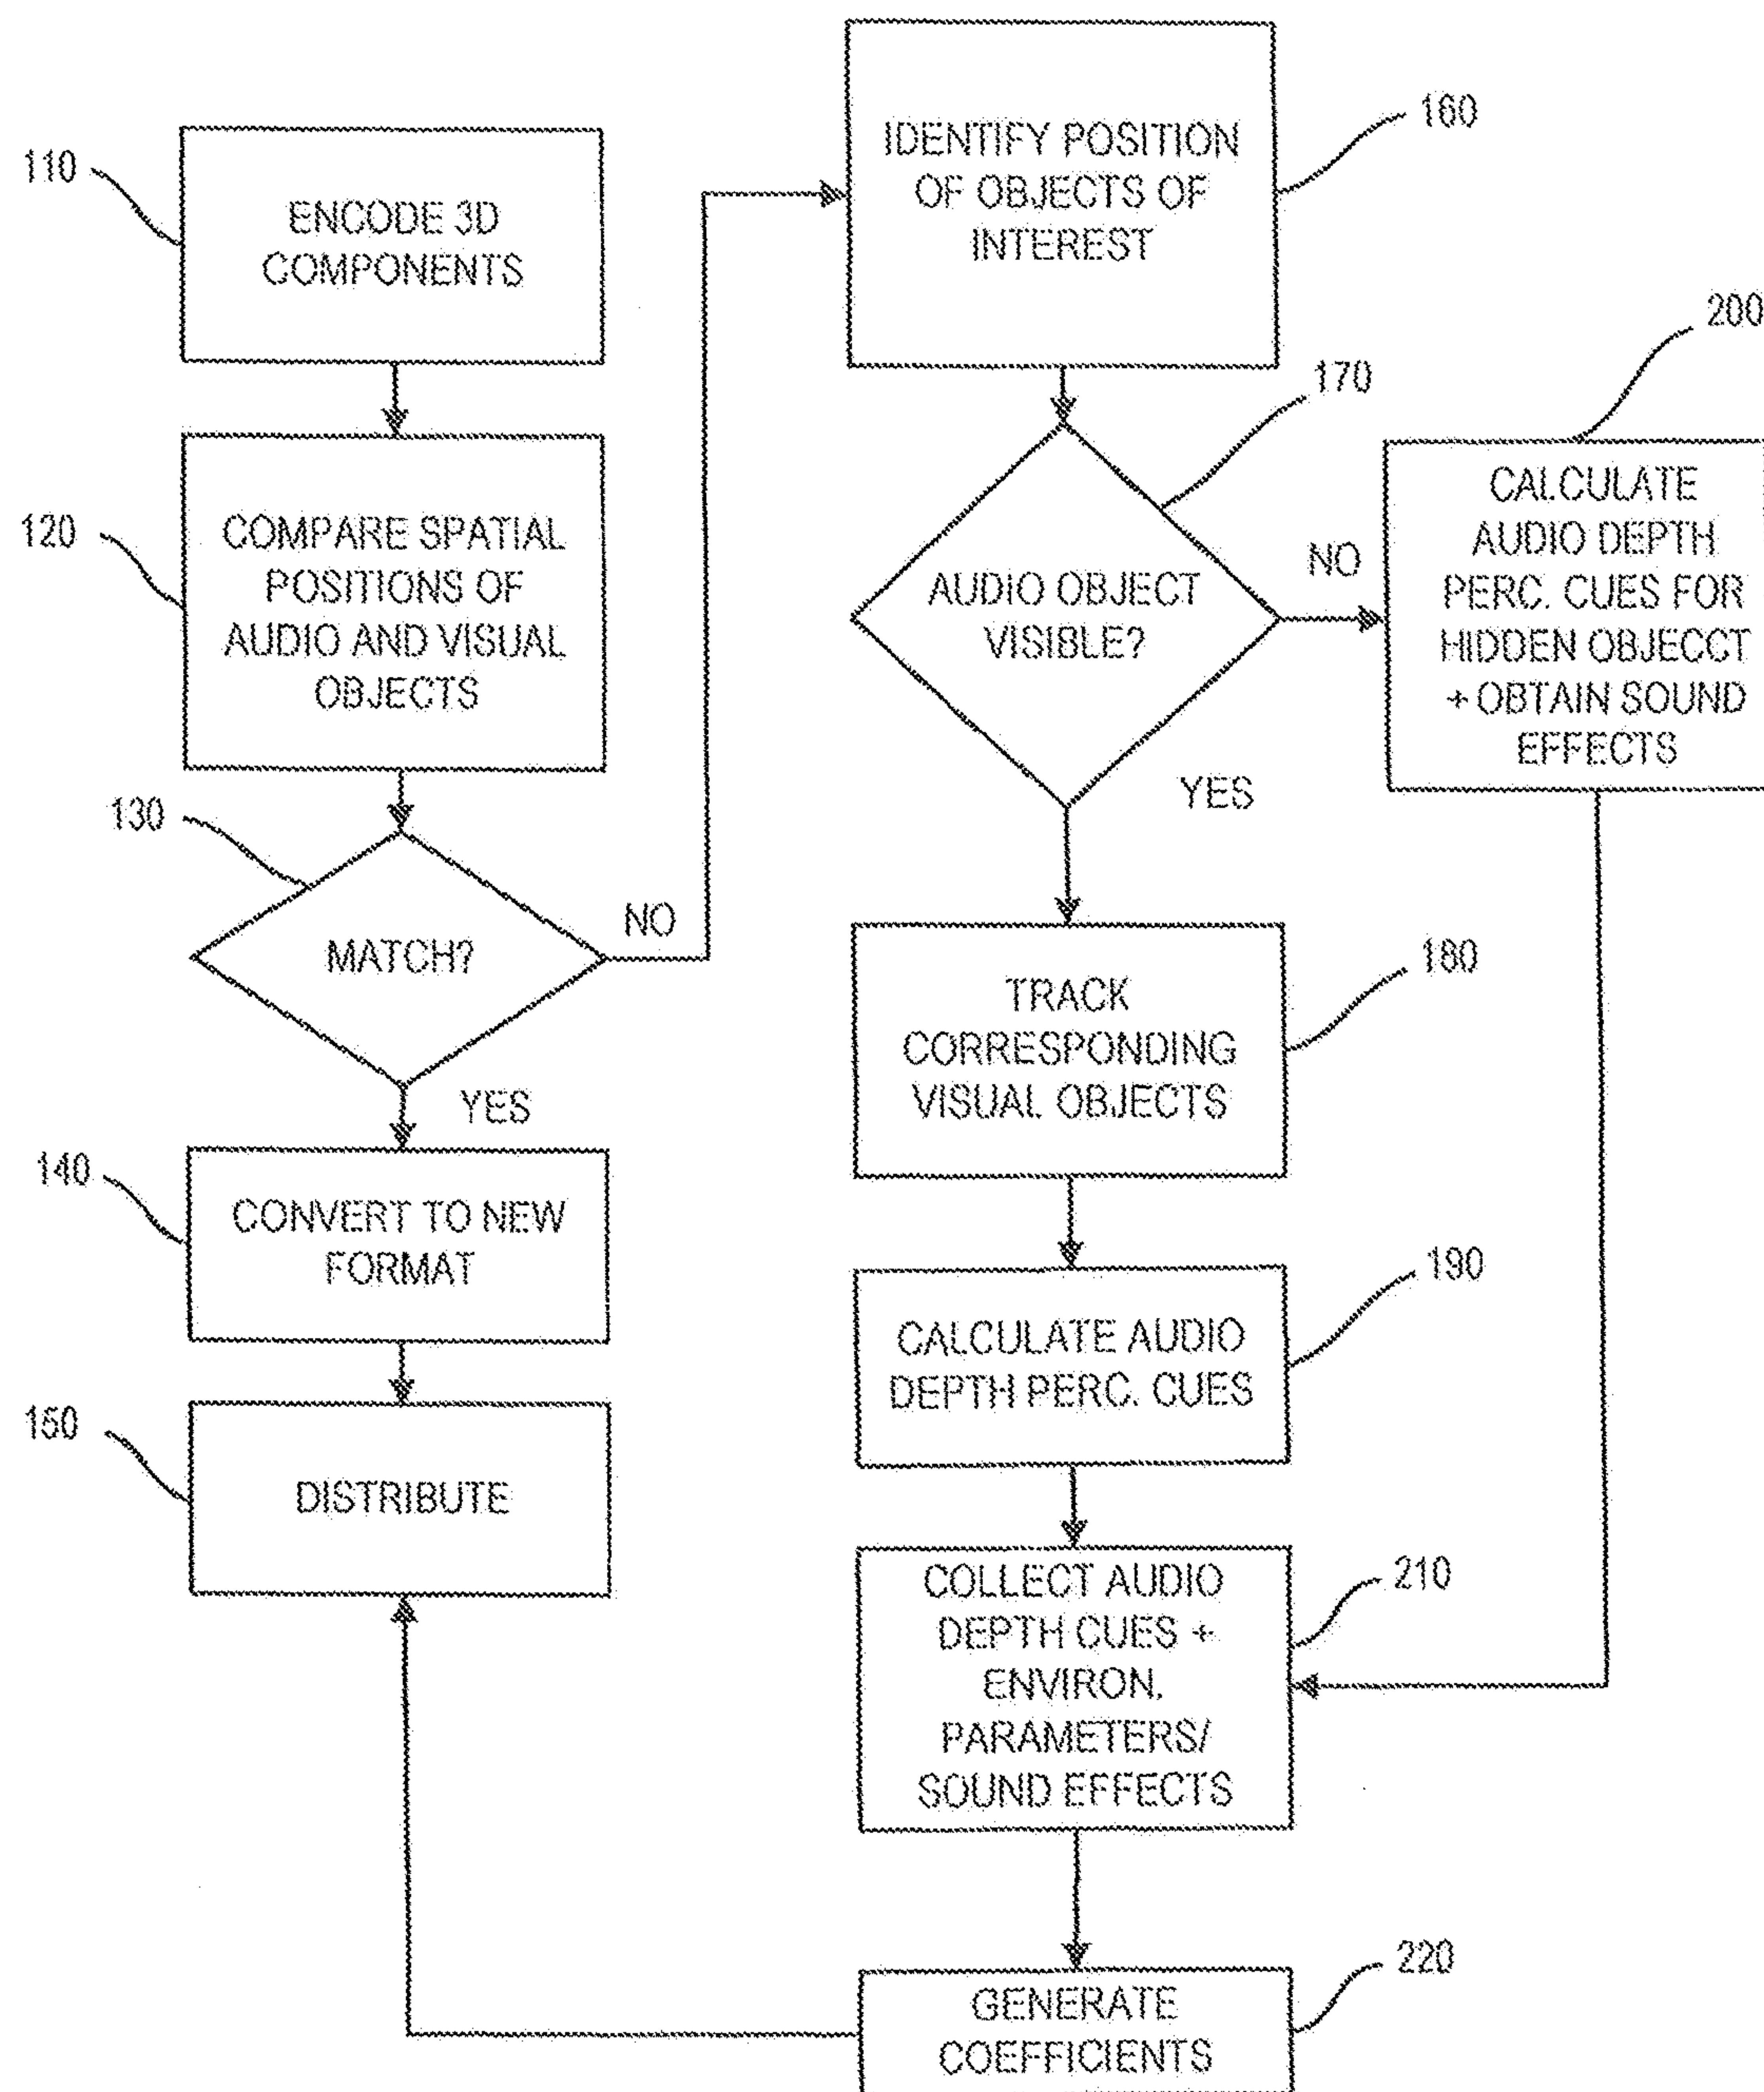 110
ENCODE 3D
COMPONENTS
120
COMPARE SPATIAL
POSITIONS OF
AUDIO AND VISUAL
OBJECTS
130
MATCH?
NO
YES
140
CONVERT TO NEW
FORMAT
150
DISTRIBUTE
160
IDENTIFY POSITION
OF OBJECTS OF
INTEREST
170
AUDIO OBJECT
VISIBLE?
NO
YES
200
CALCULATE
AUDIO DEPTH
PERC. CUES FOR
HIDDEN OBJECCT
+ OBTAIN SOUND
EFFECTS
180
TRACK
CORRESPONDING
VISUAL OBJECTS
190
CALCULATE AUDIO
DEPTH PERC. CUES
210
COLLECT AUDIO
DEPTH CUES +
ENVIRON.
PARAMETERS/
SOUND EFFECTS
220
GENERATE
COEFFICIENTS